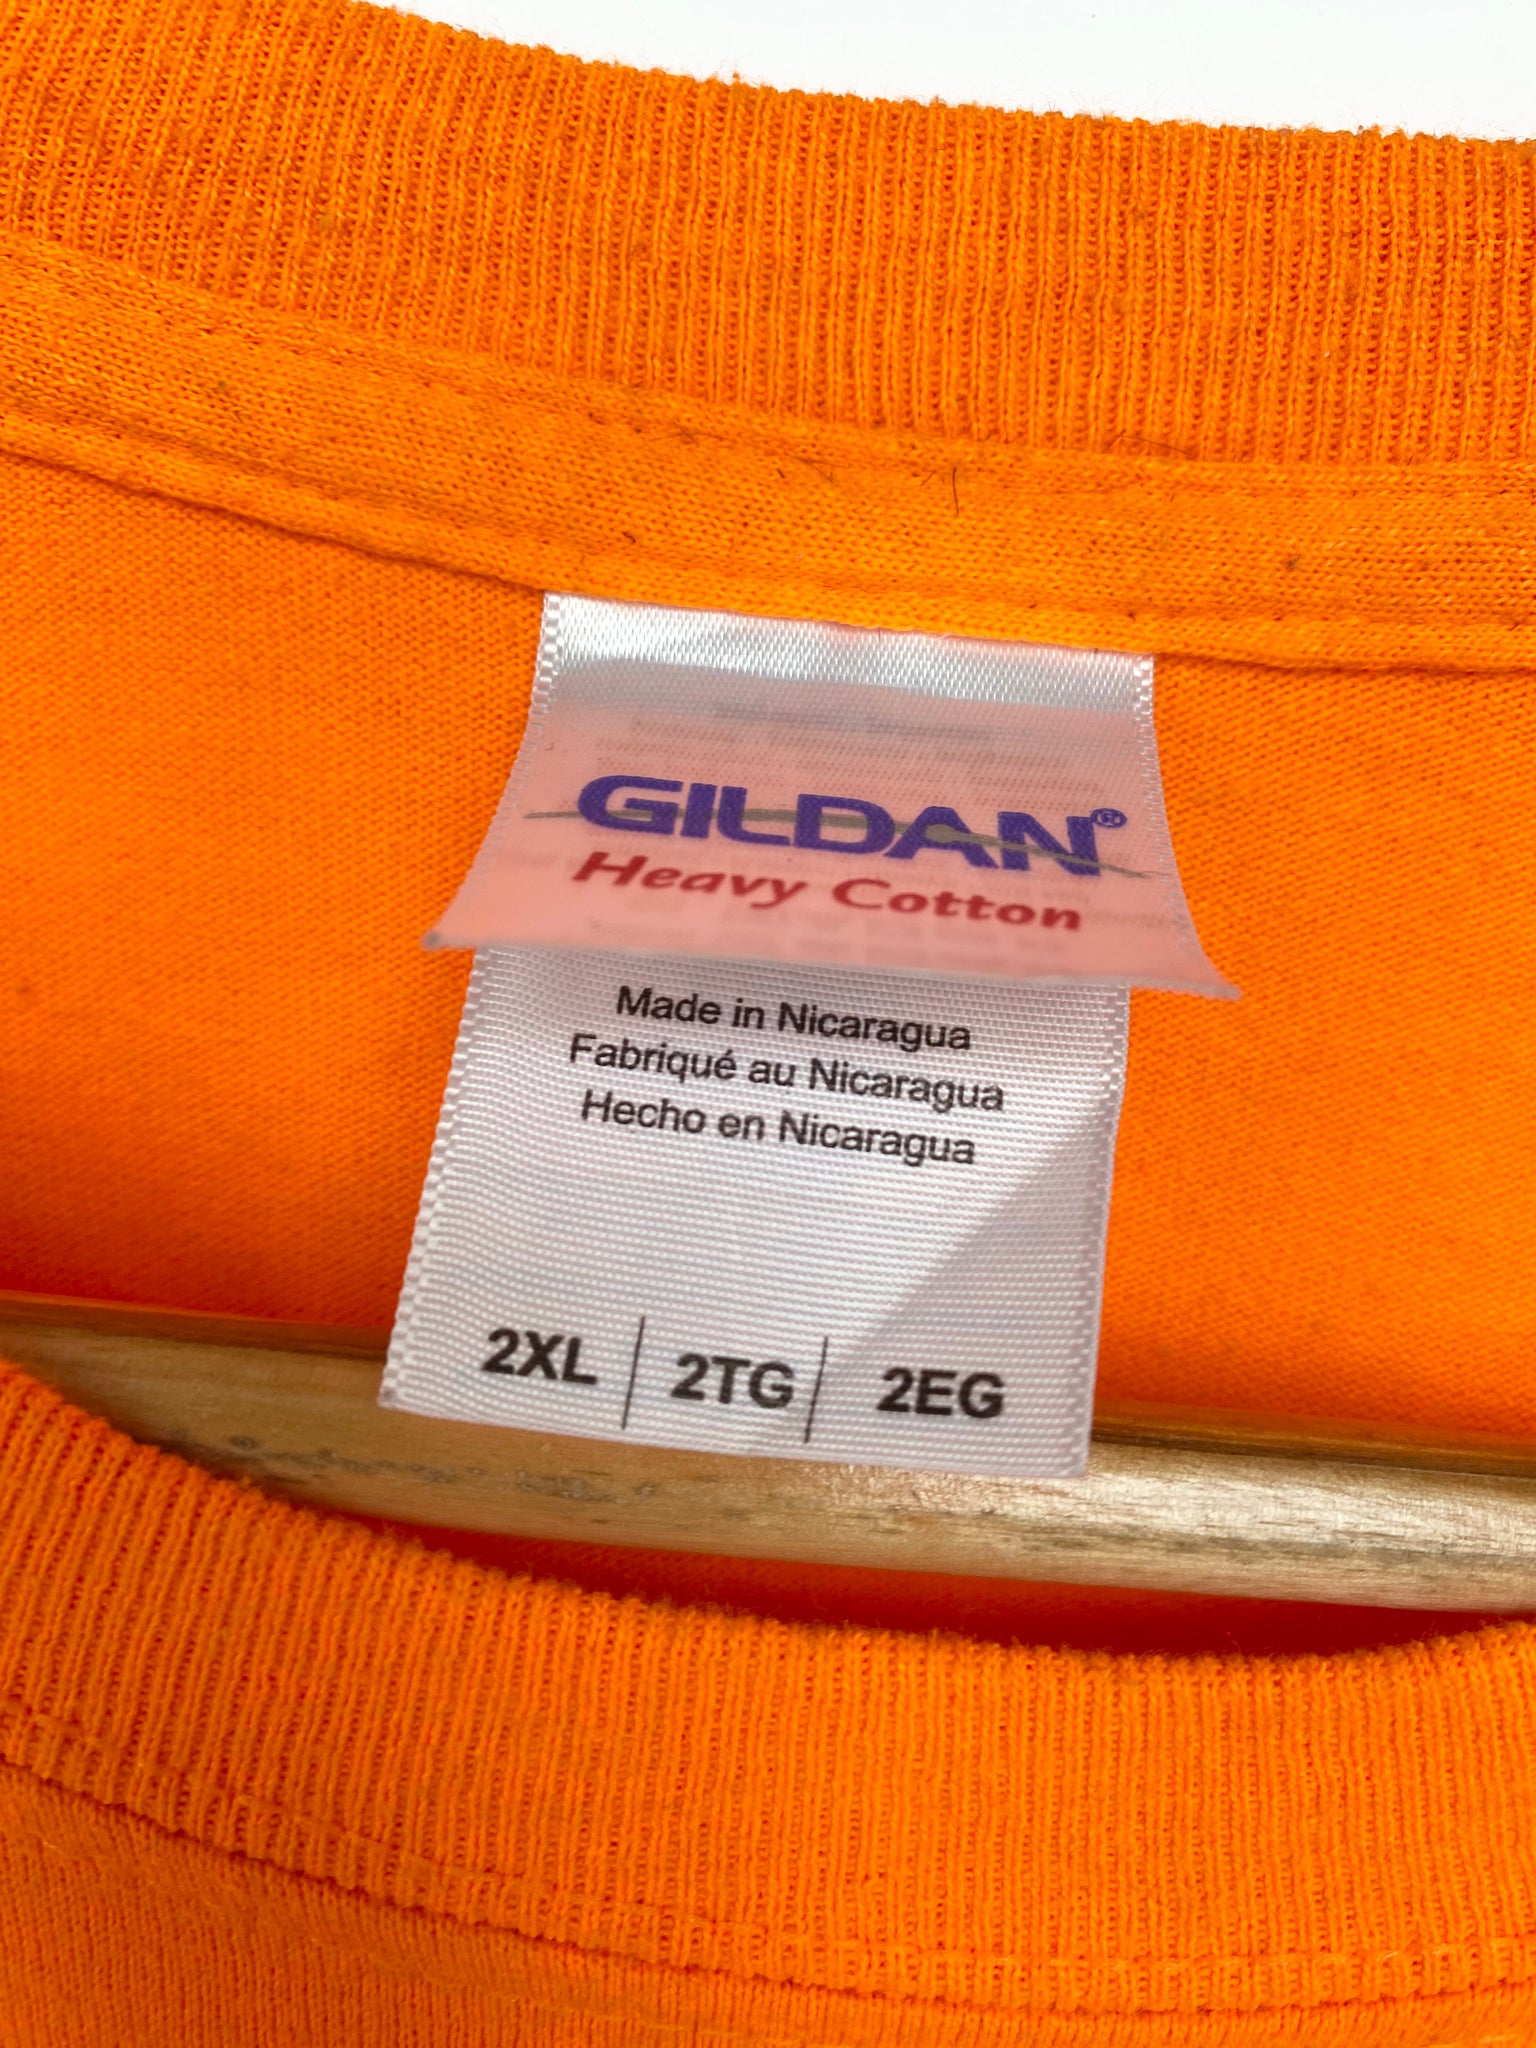 GILDAN®
Heavy Cotton
Made in Nicaragua
Fabriqué au Nicaragua
Hecho en Nicaragua
2XL | 2TG | 2EG